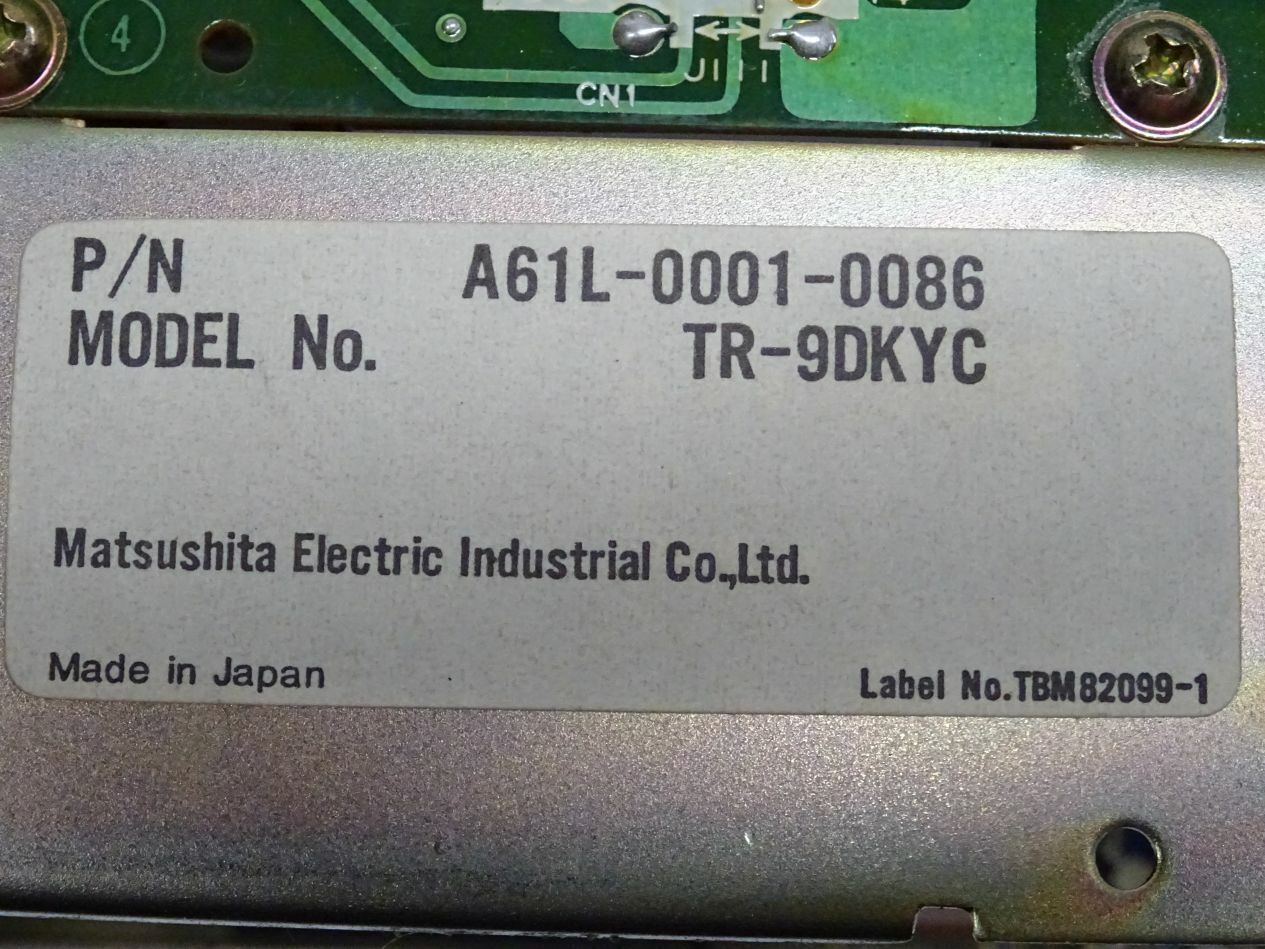 4
CN1
P/N A61L-0001-0086
MODEL No. TR-9DKYC
Matsushita Electric Industrial Co.,Ltd.
Made in Japan
Label No.TBM82099-1